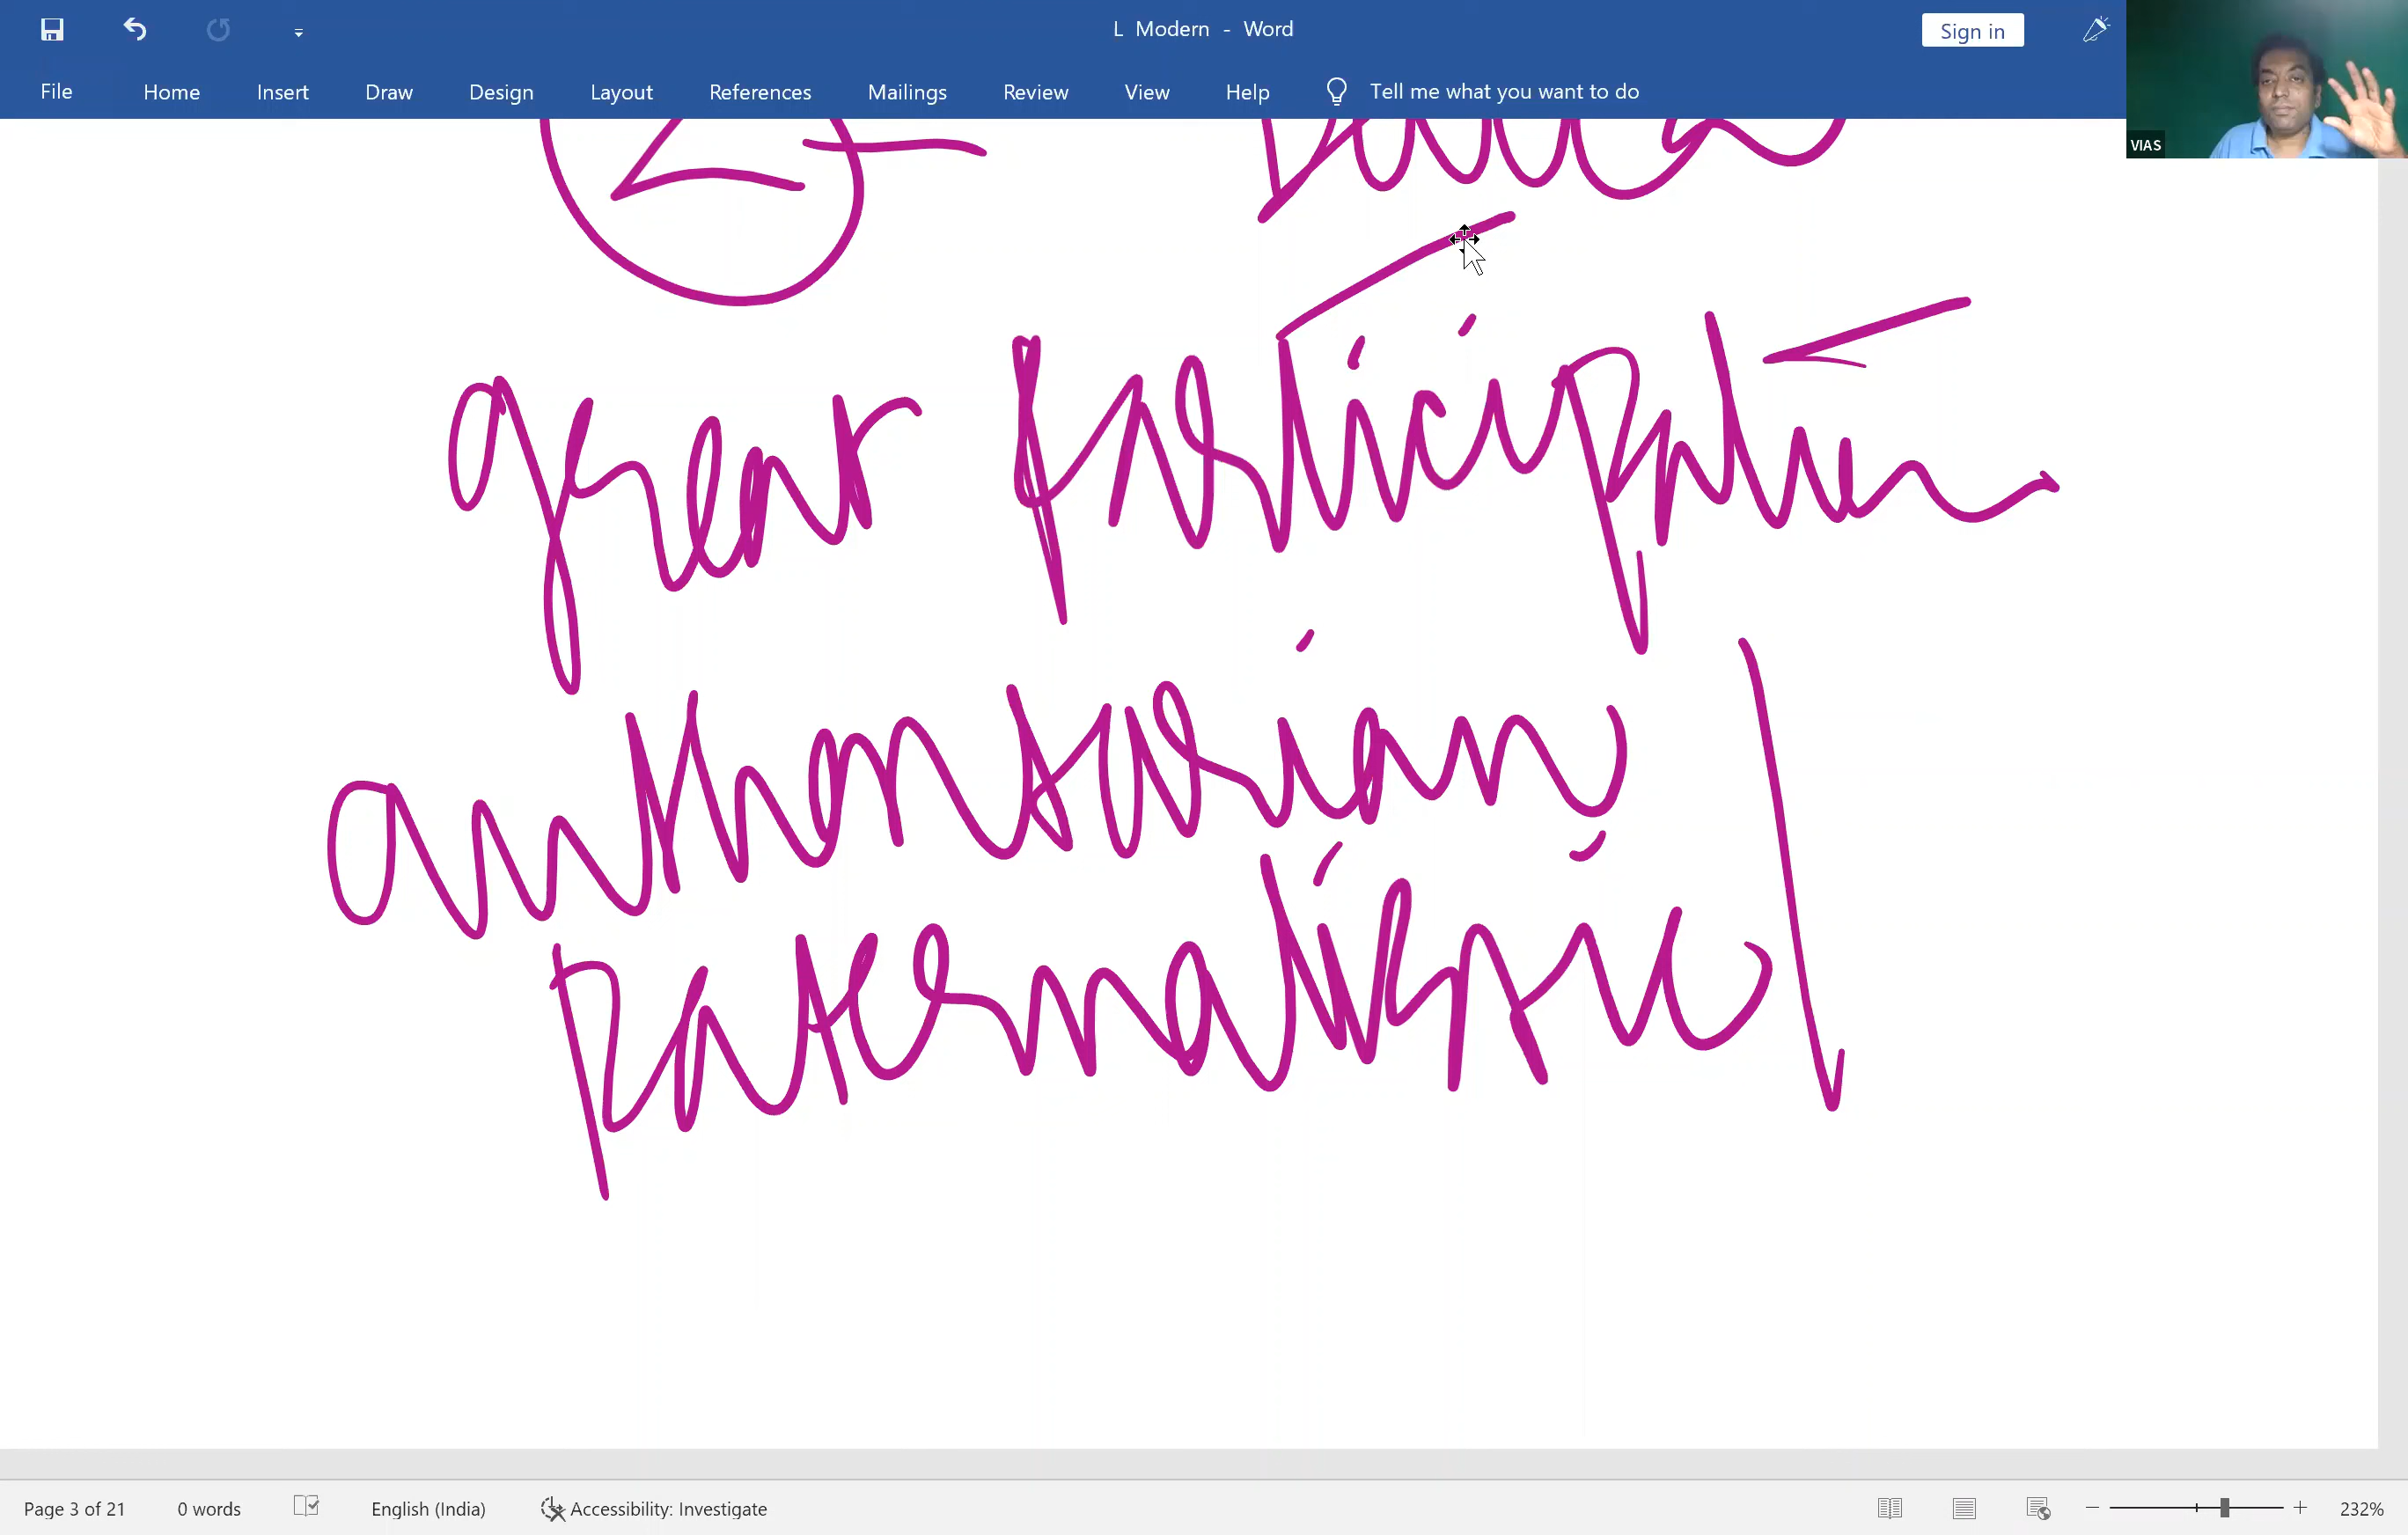 L Modern - Word
Sign in
File Home Insert Draw Design Layout References Mailings Review View Help Tell me what you want to do
VIAS
2
great participation
authoritarian
paternalistic
Page 3 of 21 0 words English (India) Accessibility: Investigate 232%